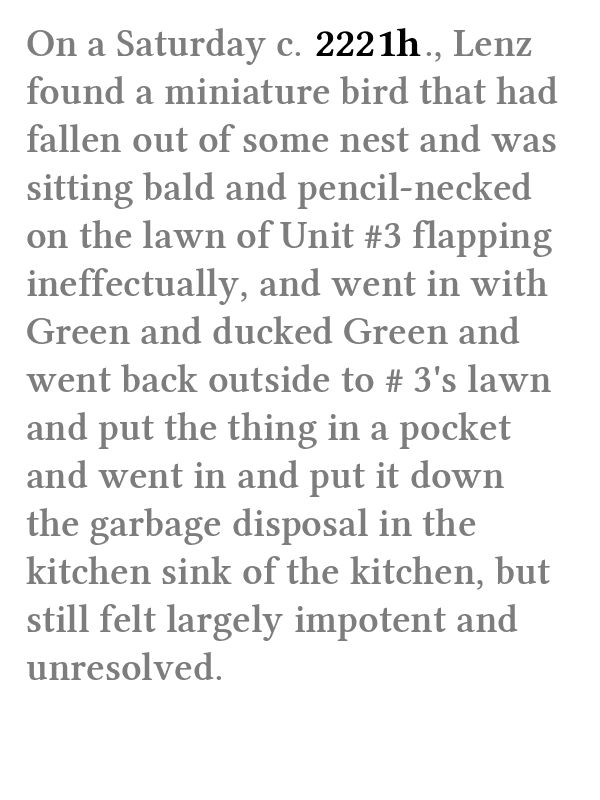 On a Saturday c. 2221h., Lenz
found a miniature bird that had
fallen out of some nest and was
sitting bald and pencil-necked
on the lawn of Unit #3 flapping
ineffectually, and went in with
Green and ducked Green and
went back outside to # 3's lawn
and put the thing in a pocket
and went in and put it down
the garbage disposal in the
kitchen sink of the kitchen, but
still felt largely impotent and
unresolved.